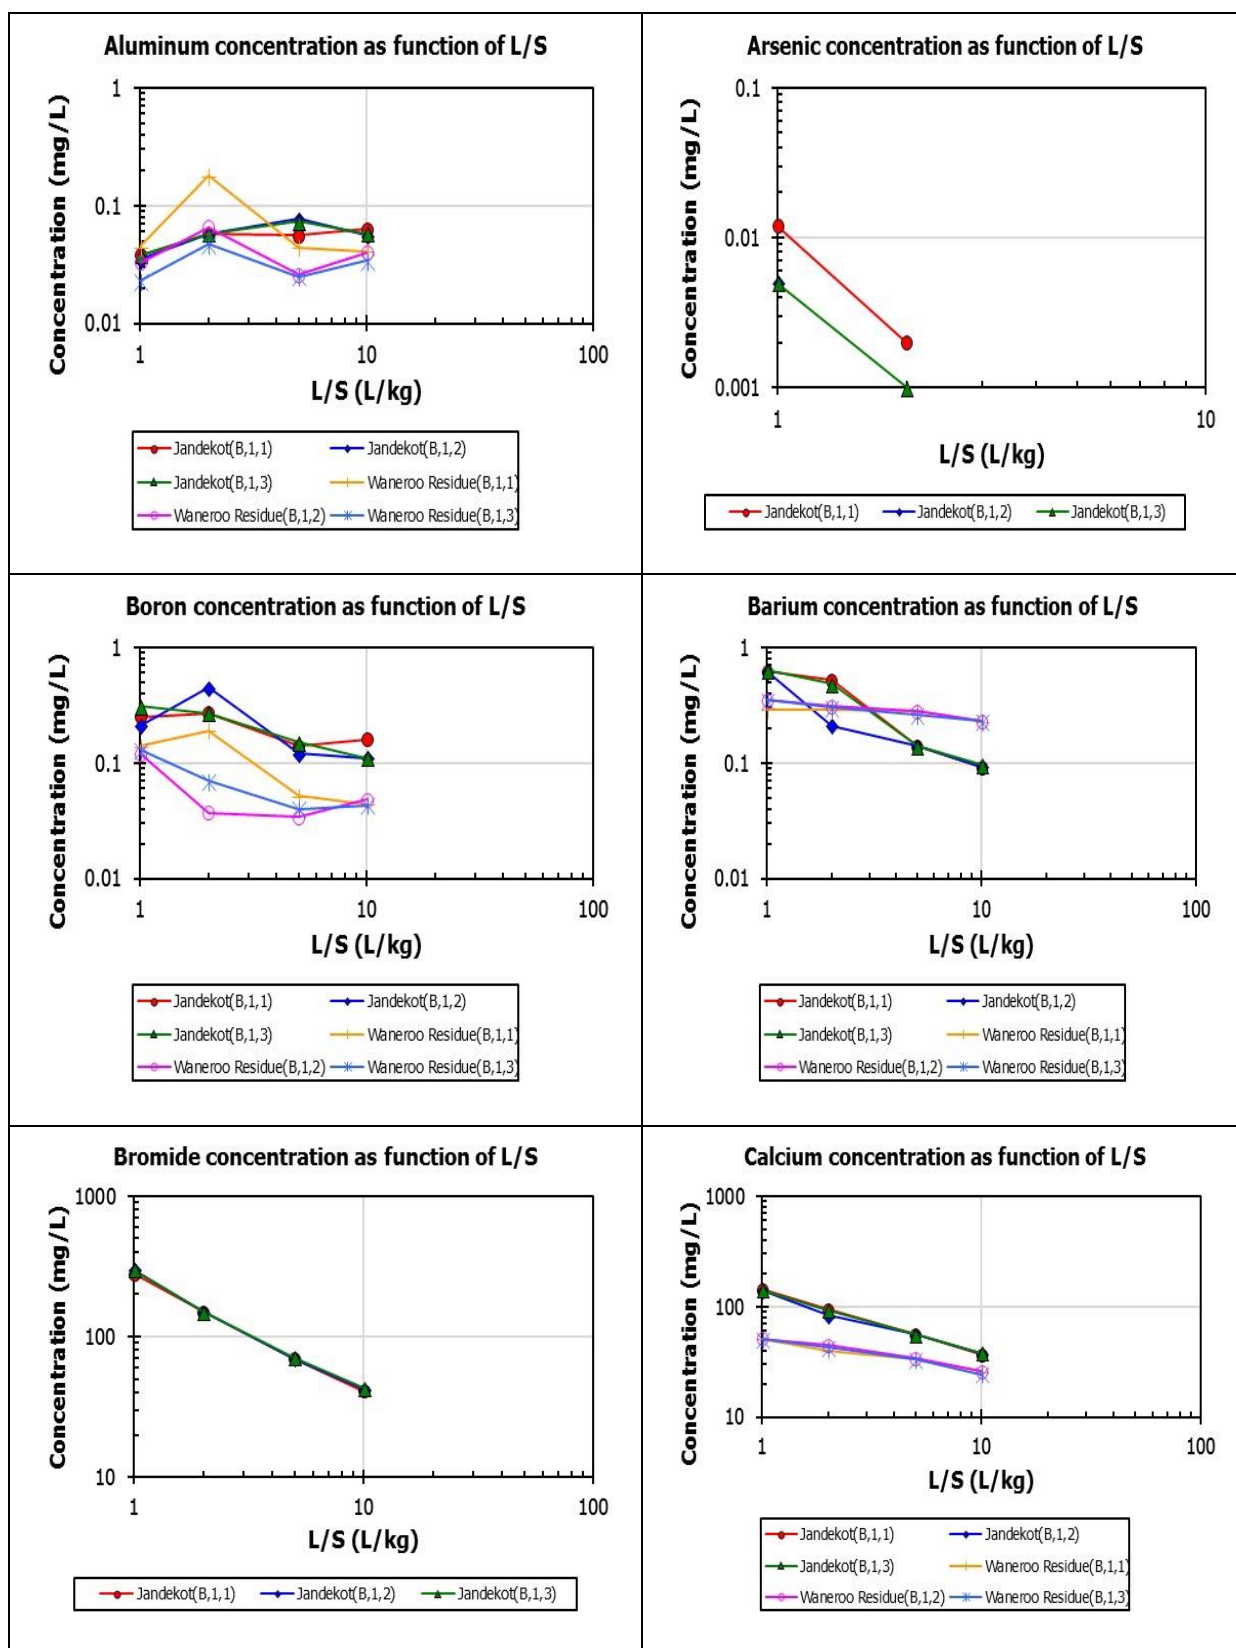 Aluminum concentration as function of L/S
Concentration (mg/L)
1
0.1
0.01
1
10
100
L/S (L/kg)
Jandekot(B,1,1)
Jandekot(B,1,2)
Jandekot(B,1,3)
Waneroo Residue(B,1,1)
Waneroo Residue(B,1,2)
Waneroo Residue(B,1,3)
Arsenic concentration as function of L/S
Concentration (mg/L)
0.1
0.01
0.001
1
10
L/S (L/kg)
Jandekot(B,1,1)
Jandekot(B,1,2)
Jandekot(B,1,3)
Boron concentration as function of L/S
Concentration (mg/L)
1
0.1
0.01
1
10
100
L/S (L/kg)
Jandekot(B,1,1)
Jandekot(B,1,2)
Jandekot(B,1,3)
Waneroo Residue(B,1,1)
Waneroo Residue(B,1,2)
Waneroo Residue(B,1,3)
Barium concentration as function of L/S
Concentration (mg/L)
1
0.1
0.01
1
10
100
L/S (L/kg)
Jandekot(B,1,1)
Jandekot(B,1,2)
Jandekot(B,1,3)
Waneroo Residue(B,1,1)
Waneroo Residue(B,1,2)
Waneroo Residue(B,1,3)
Bromide concentration as function of L/S
Concentration (mg/L)
1000
100
10
1
10
100
L/S (L/kg)
Jandekot(B,1,1)
Jandekot(B,1,2)
Jandekot(B,1,3)
Calcium concentration as function of L/S
Concentration (mg/L)
1000
100
10
1
10
100
L/S (L/kg)
Jandekot(B,1,1)
Jandekot(B,1,2)
Jandekot(B,1,3)
Waneroo Residue(B,1,1)
Waneroo Residue(B,1,2)
Waneroo Residue(B,1,3)